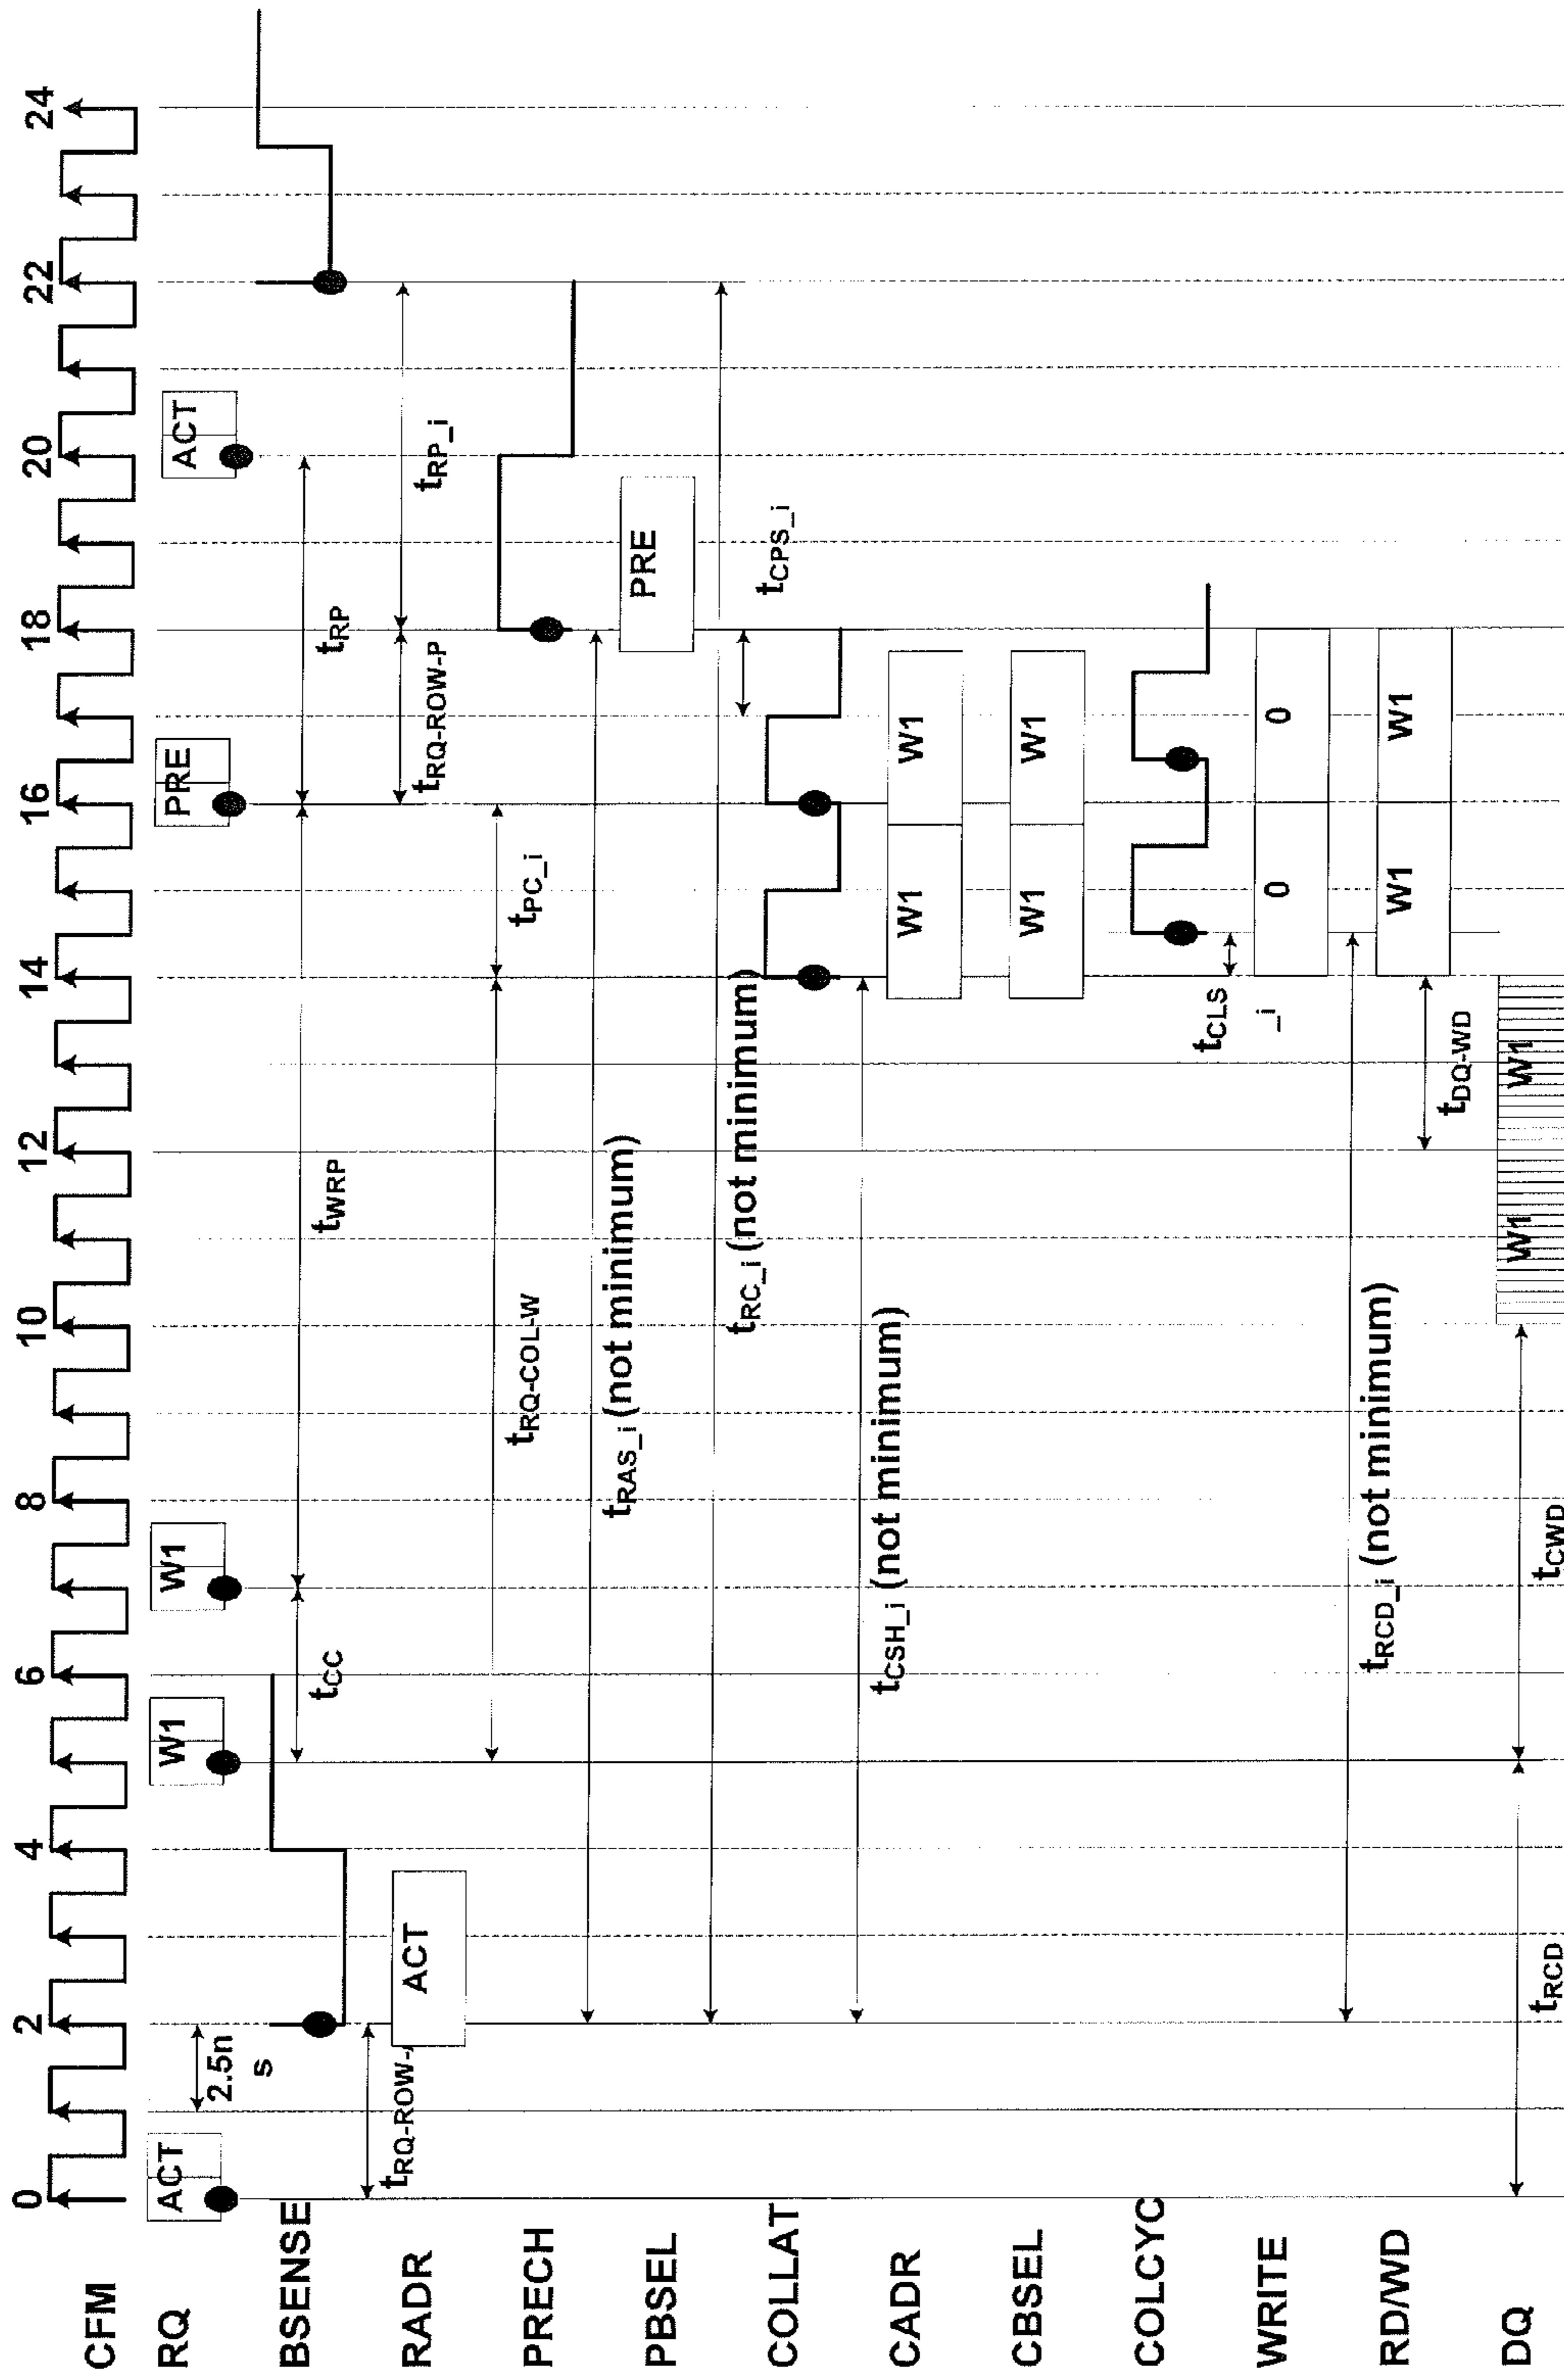 0 2 4 6 8 10 12 14 16 18 20 22 24
CFM
RQ ACT W1 W1 PRE ACT
2.5n
s
BSENSE tCC tWRP tRP
RADR tRQ-ROW- ACT tRQ-ROW-P tRP_i
PRECH tRQ-COL-W tPC_i
PBSEL tRAS_i (not minimum) PRE
COLLAT tRC_i (not minimum) tCPS_i
CADR tCSH_i (not minimum) W1 W1
CBSEL W1 W1
COLCYC tCLS
_i
WRITE 0 0
RD/WD tRCD_i (not minimum) tDQ-WD W1 W1
DQ tRCD tCWD W1 W1